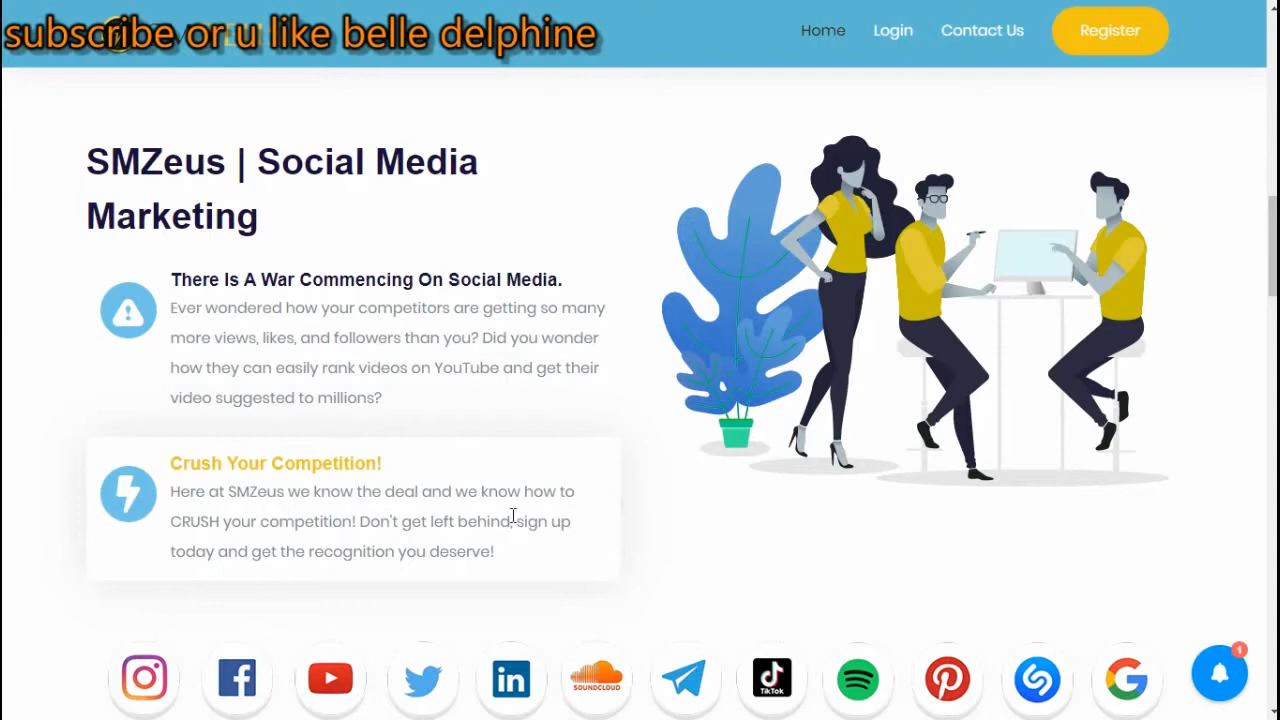 subscribe or u like belle delphine
Home
Login
Contact Us
Register
SMZeus | Social Media
Marketing
There Is A War Commencing On Social Media.
Ever wondered how your competitors are getting so many
more views, likes, and followers than you? Did you wonder
how they can easily rank videos on YouTube and get their
video suggested to millions?
Crush Your Competition!
Here at SMZeus we know the deal and we know how to
CRUSH your competition! Don't get left behind, sign up
today and get the recognition you deserve!
SOUNDCLOUD
TikTok
1